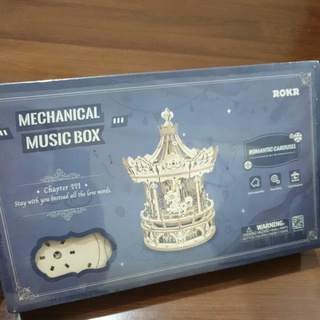 ROKR
"MECHANICAL
MUSIC BOX"
Chapter III
Stay with you instead all the love words.
ROMANTIC CAROUSEL
WARNING: